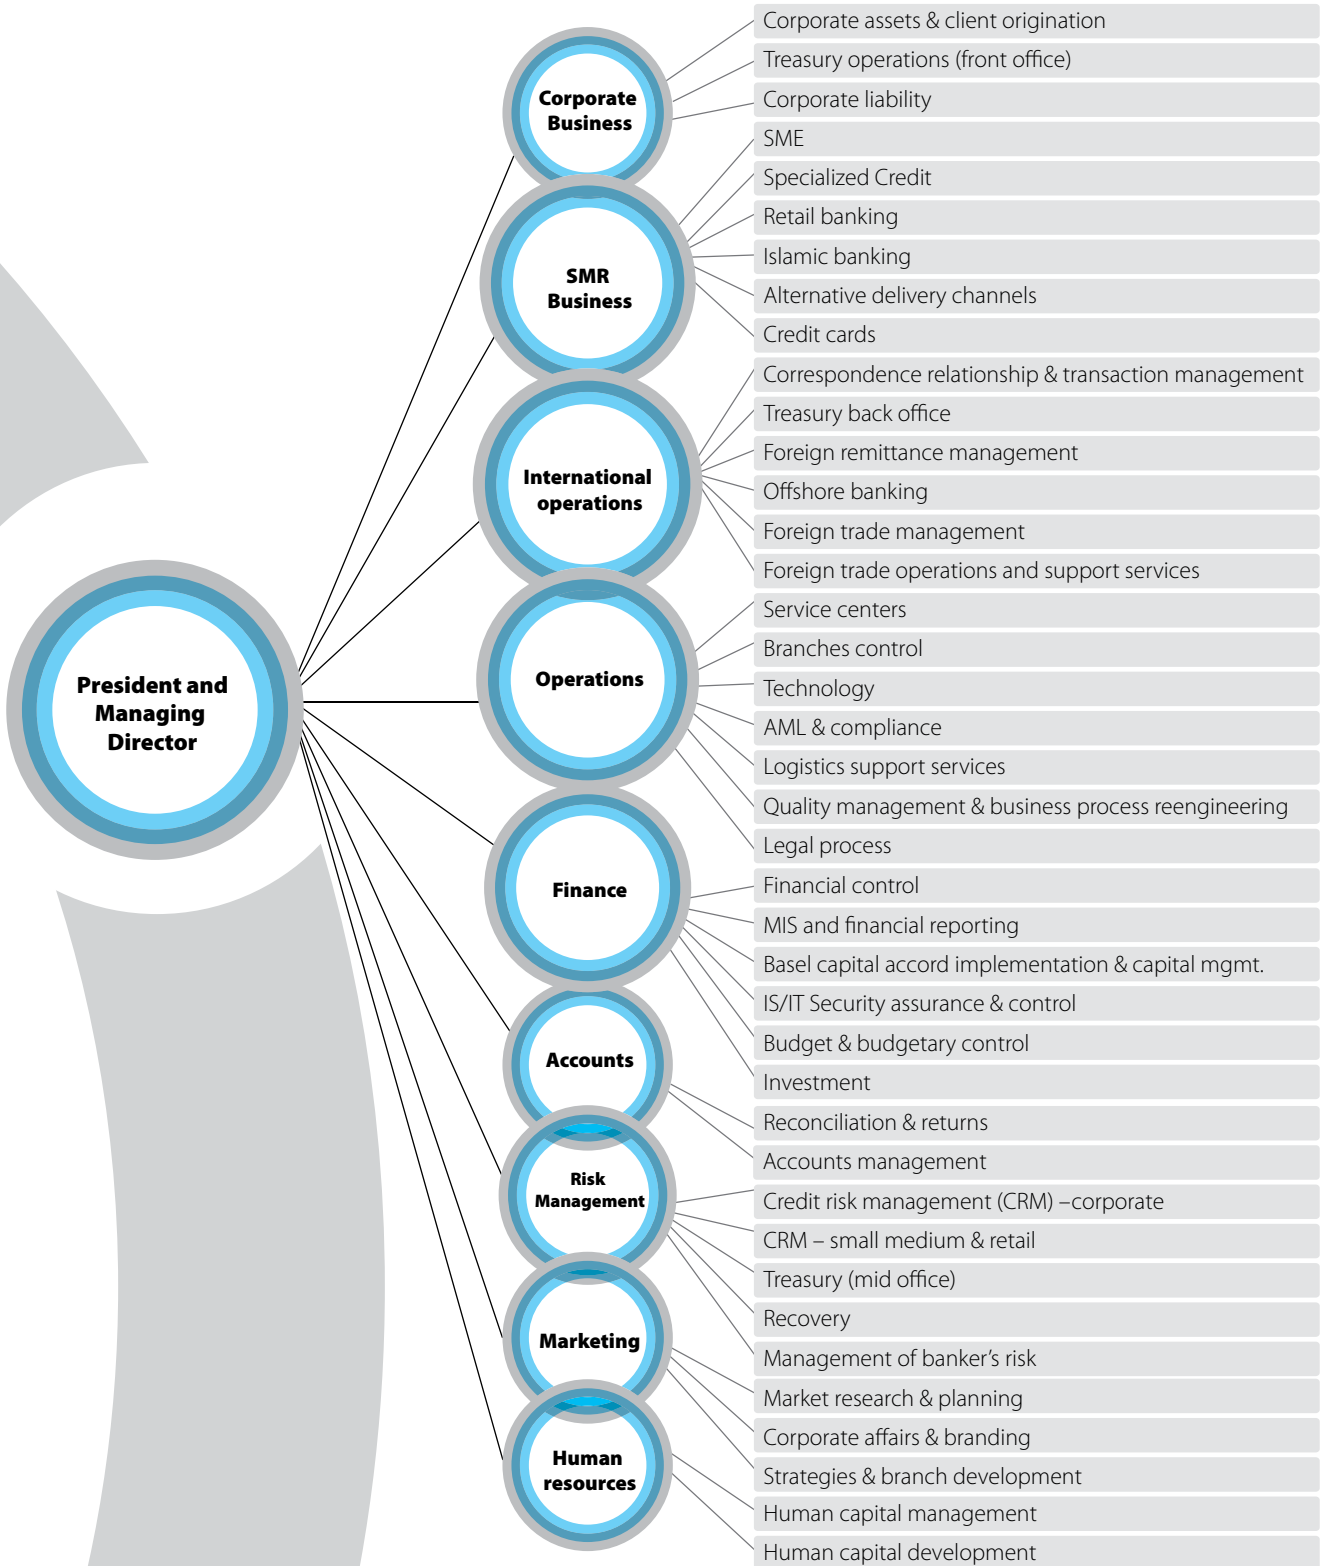 President and
Managing
Director
Corporate
Business
Corporate assets & client origination
Treasury operations (front office)
Corporate liability
SMR
Business
SME
Specialized Credit
Retail banking
Islamic banking
Alternative delivery channels
Credit cards
International
operations
Correspondence relationship & transaction management
Treasury back office
Foreign remittance management
Offshore banking
Foreign trade management
Foreign trade operations and support services
Operations
Service centers
Branches control
Technology
AML & compliance
Logistics support services
Quality management & business process reengineering
Legal process
Finance
Financial control
MIS and financial reporting
Basel capital accord implementation & capital mgmt.
IS/IT Security assurance & control
Budget & budgetary control
Investment
Accounts
Reconciliation & returns
Accounts management
Risk
Management
Credit risk management (CRM) –corporate
CRM – small medium & retail
Treasury (mid office)
Recovery
Management of banker’s risk
Marketing
Market research & planning
Corporate affairs & branding
Strategies & branch development
Human
resources
Human capital management
Human capital development